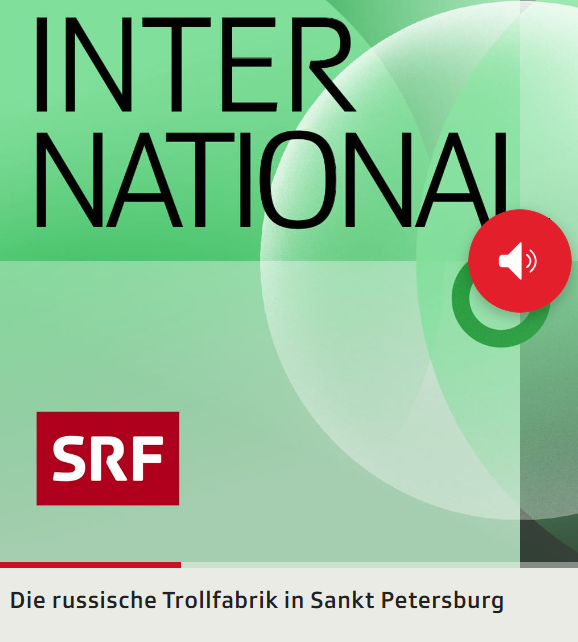 INTER
NATIONAL
SRF
Die russische Trollfabrik in Sankt Petersburg